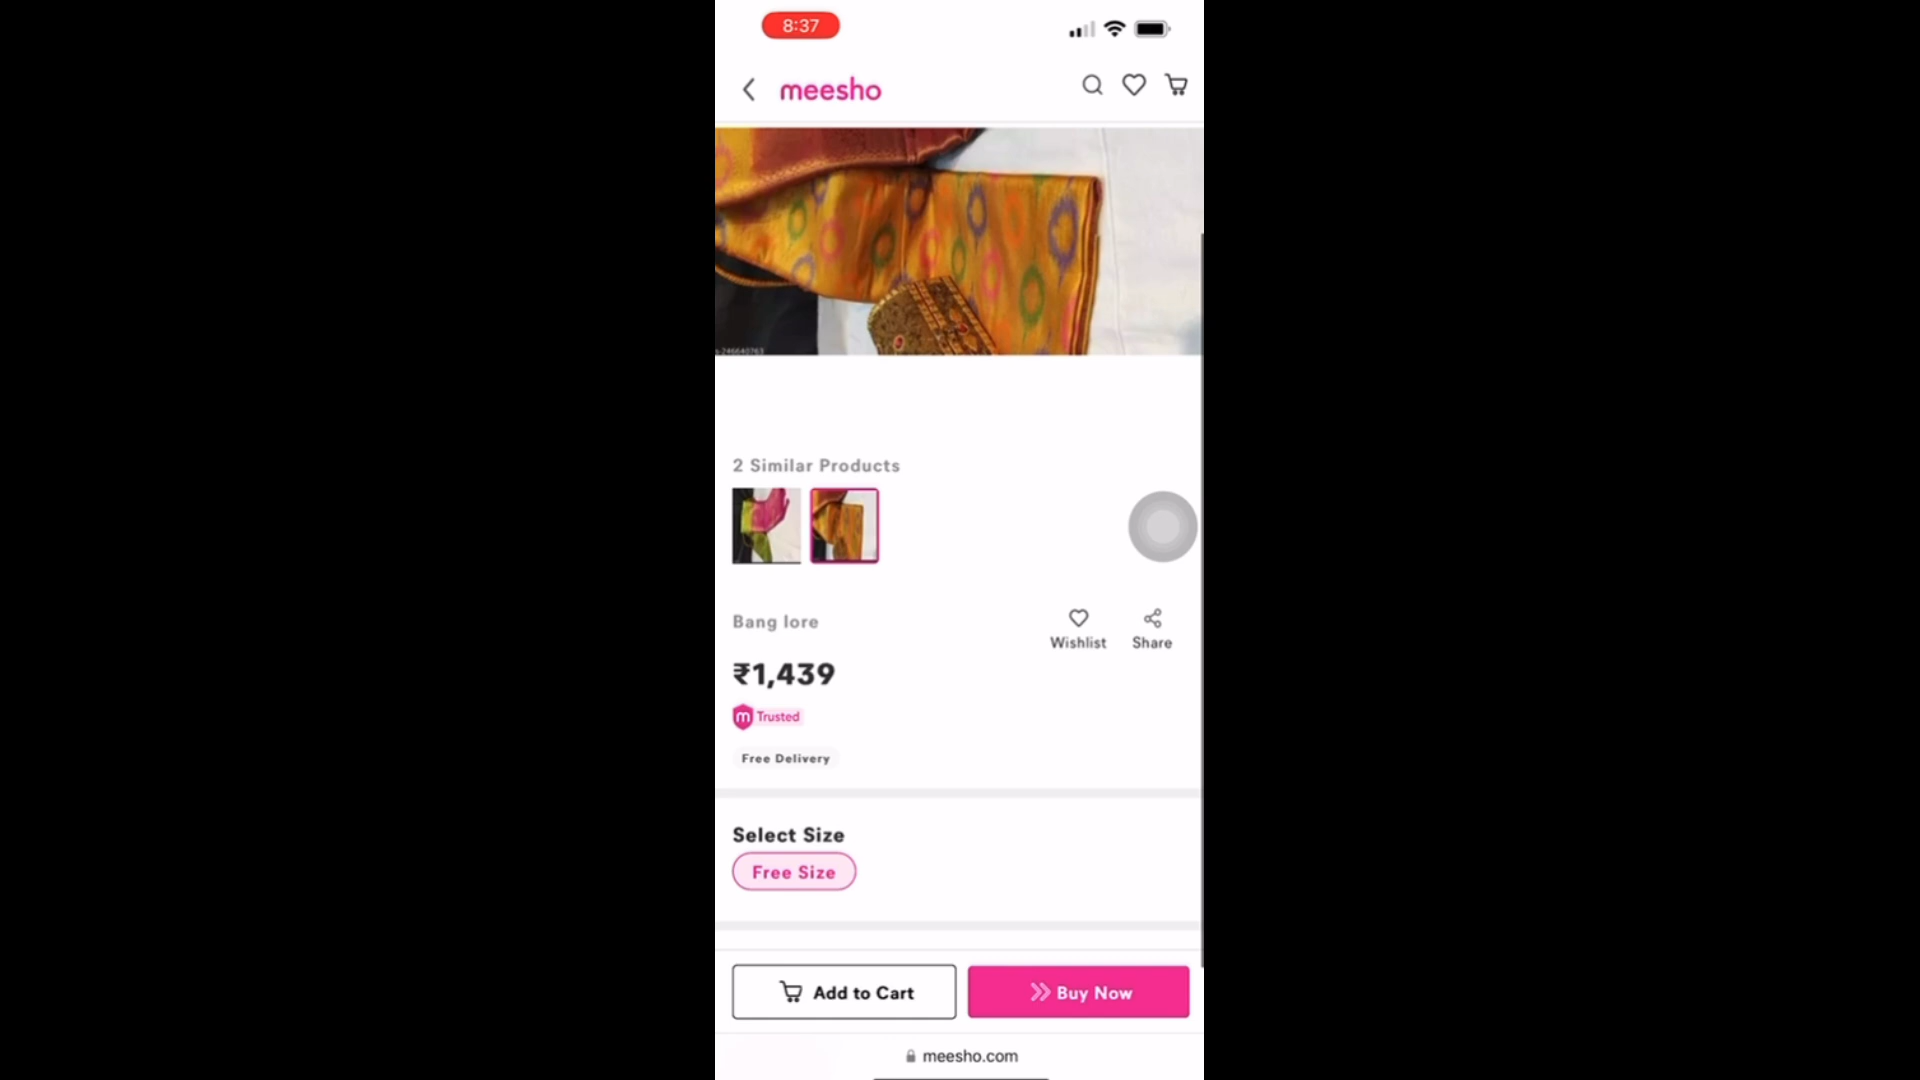 8:37
meesho
s-246640763
2 Similar Products
Bang lore
Wishlist
Share
₹1,439
m Trusted
Free Delivery
Select Size
Free Size
Add to Cart
Buy Now
meesho.com